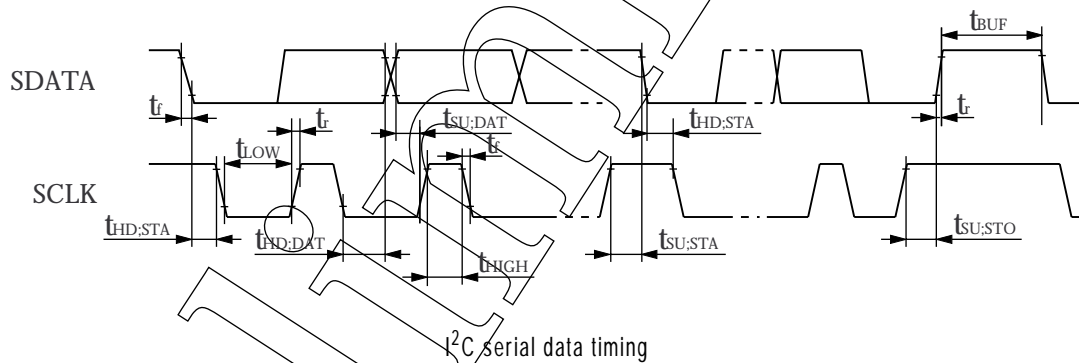 tBUF
SDATA
tf
tr
tSU;DAT
tHD;STA
tr
tLOW
tf
SCLK
tHD;STA
tHD;DAT
tHIGH
tSU;STA
tSU;STO
I²C serial data timing